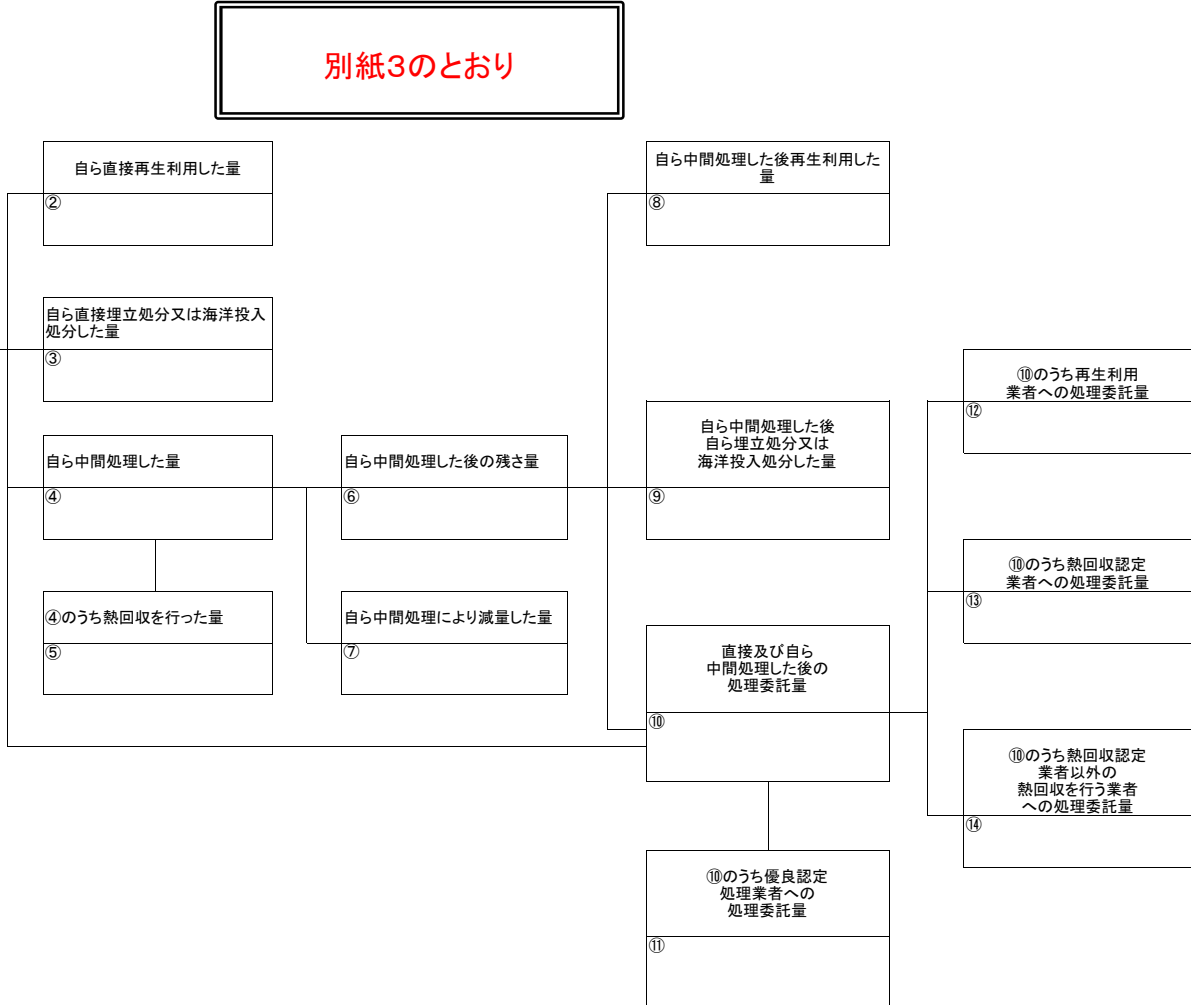 別紙3のとおり
自ら直接再生利用した量
②
自ら中間処理した後再生利用した
量
⑧
自ら直接埋立処分又は海洋投入
処分した量
③
⑩のうち再生利用
業者への処理委託量
⑫
自ら中間処理した量
④
自ら中間処理した後の残さ量
⑥
自ら中間処理した後
自ら埋立処分又は
海洋投入処分した量
⑨
⑩のうち熱回収認定
業者への処理委託量
⑬
④のうち熱回収を行った量
⑤
自ら中間処理により減量した量
⑦
直接及び自ら
中間処理した後の
処理委託量
⑩
⑩のうち熱回収認定
業者以外の
熱回収を行う業者
への処理委託量
⑭
⑩のうち優良認定
処理業者への
処理委託量
⑪